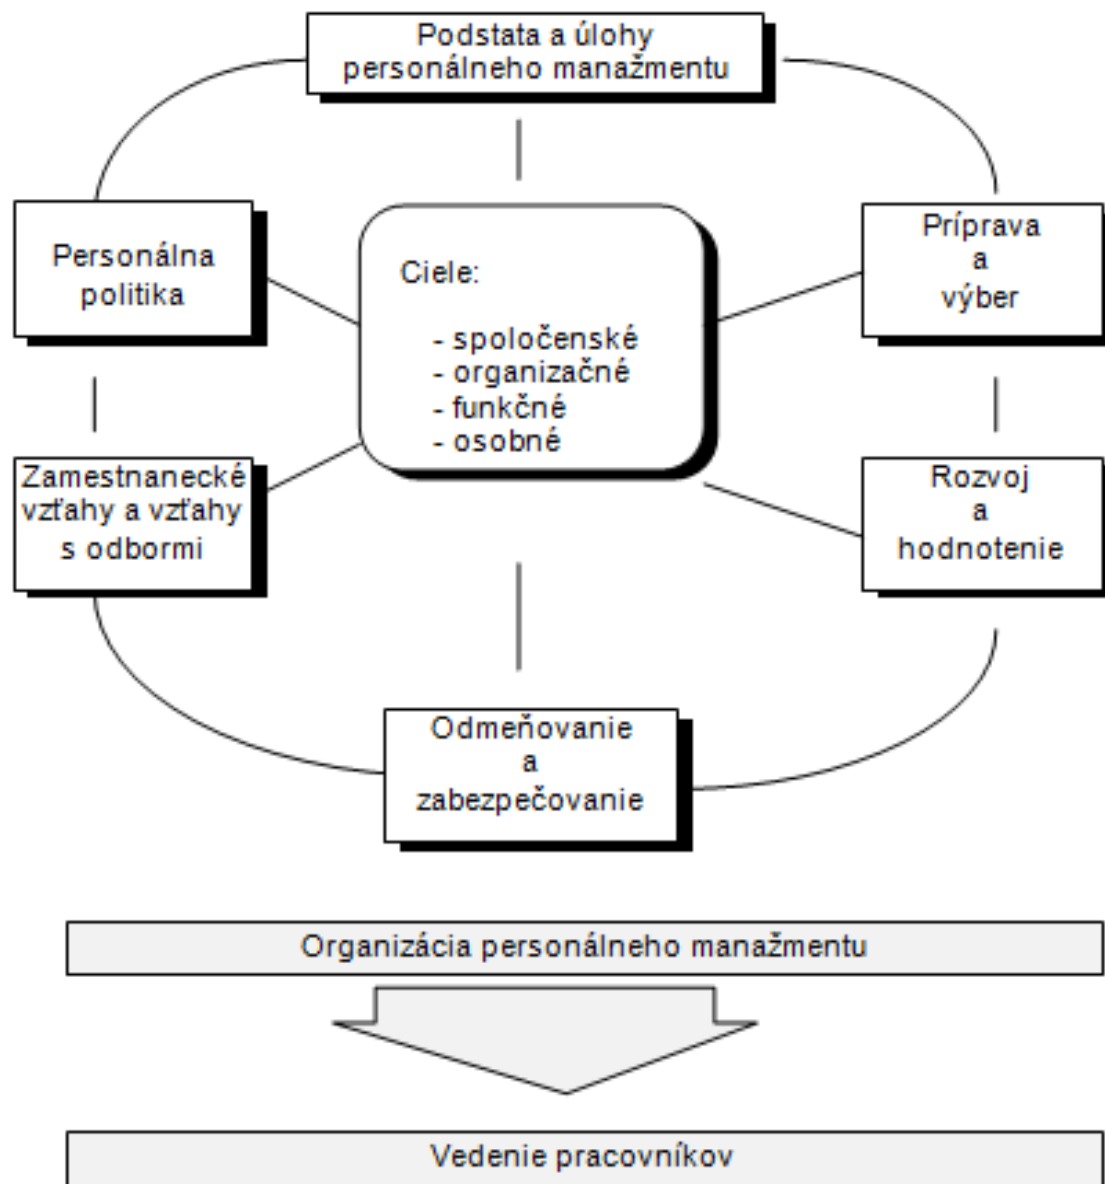 Podstata a úlohy
personálneho manažmentu
Personálna
politika
Ciele:
- spoločenské
- organizačné
- funkčné
- osobné
Príprava
a
výber
Zamestnanecké
vzťahy a vzťahy
s odbormi
Rozvoj
a
hodnotenie
Odmeňovanie
a
zabezpečovanie
Organizácia personálneho manažmentu
Vedenie pracovníkov